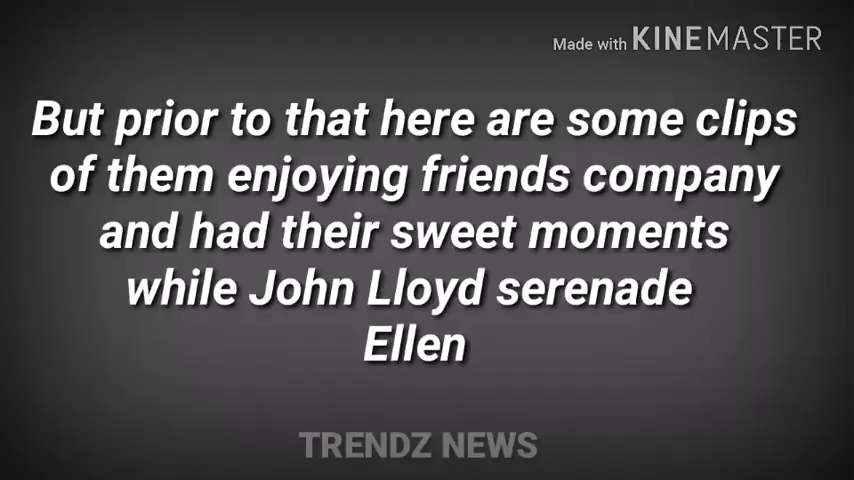 Made with KINEMASTER
But prior to that here are some clips
of them enjoying friends company
and had their sweet moments
while John Lloyd serenade
Ellen
TRENDZ NEWS